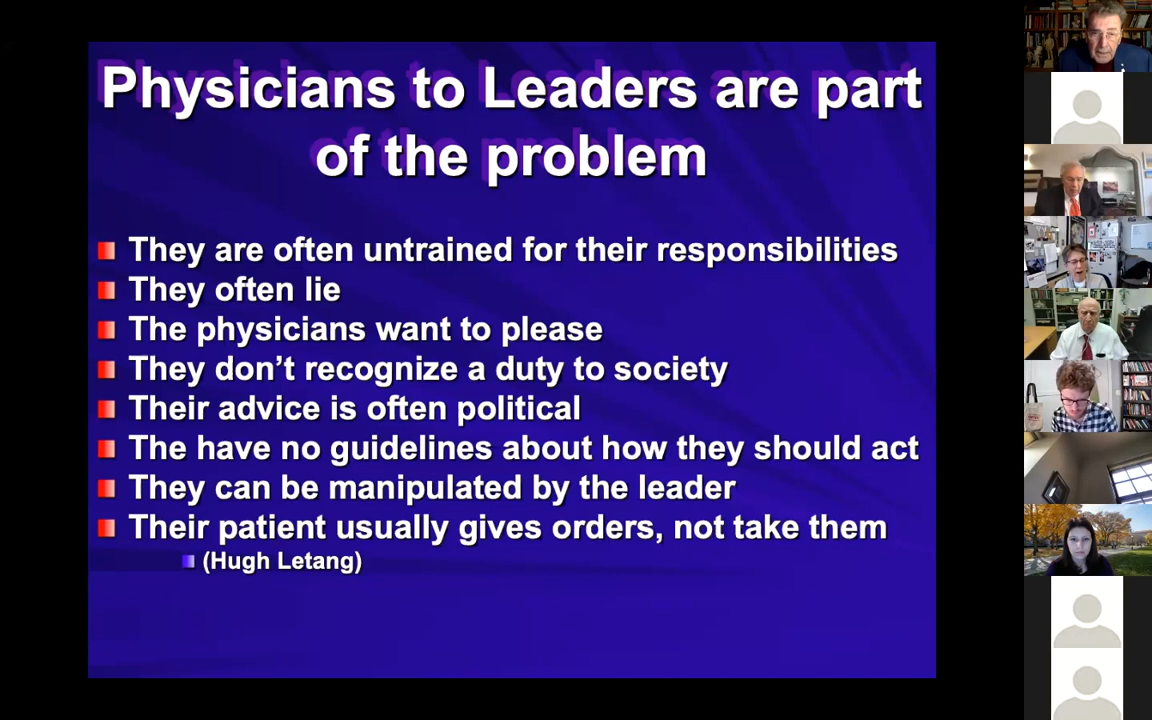 Physicians to Leaders are part
of the problem
They are often untrained for their responsibilities
They often lie
The physicians want to please
They don’t recognize a duty to society
Their advice is often political
The have no guidelines about how they should act
They can be manipulated by the leader
Their patient usually gives orders, not take them
(Hugh Letang)